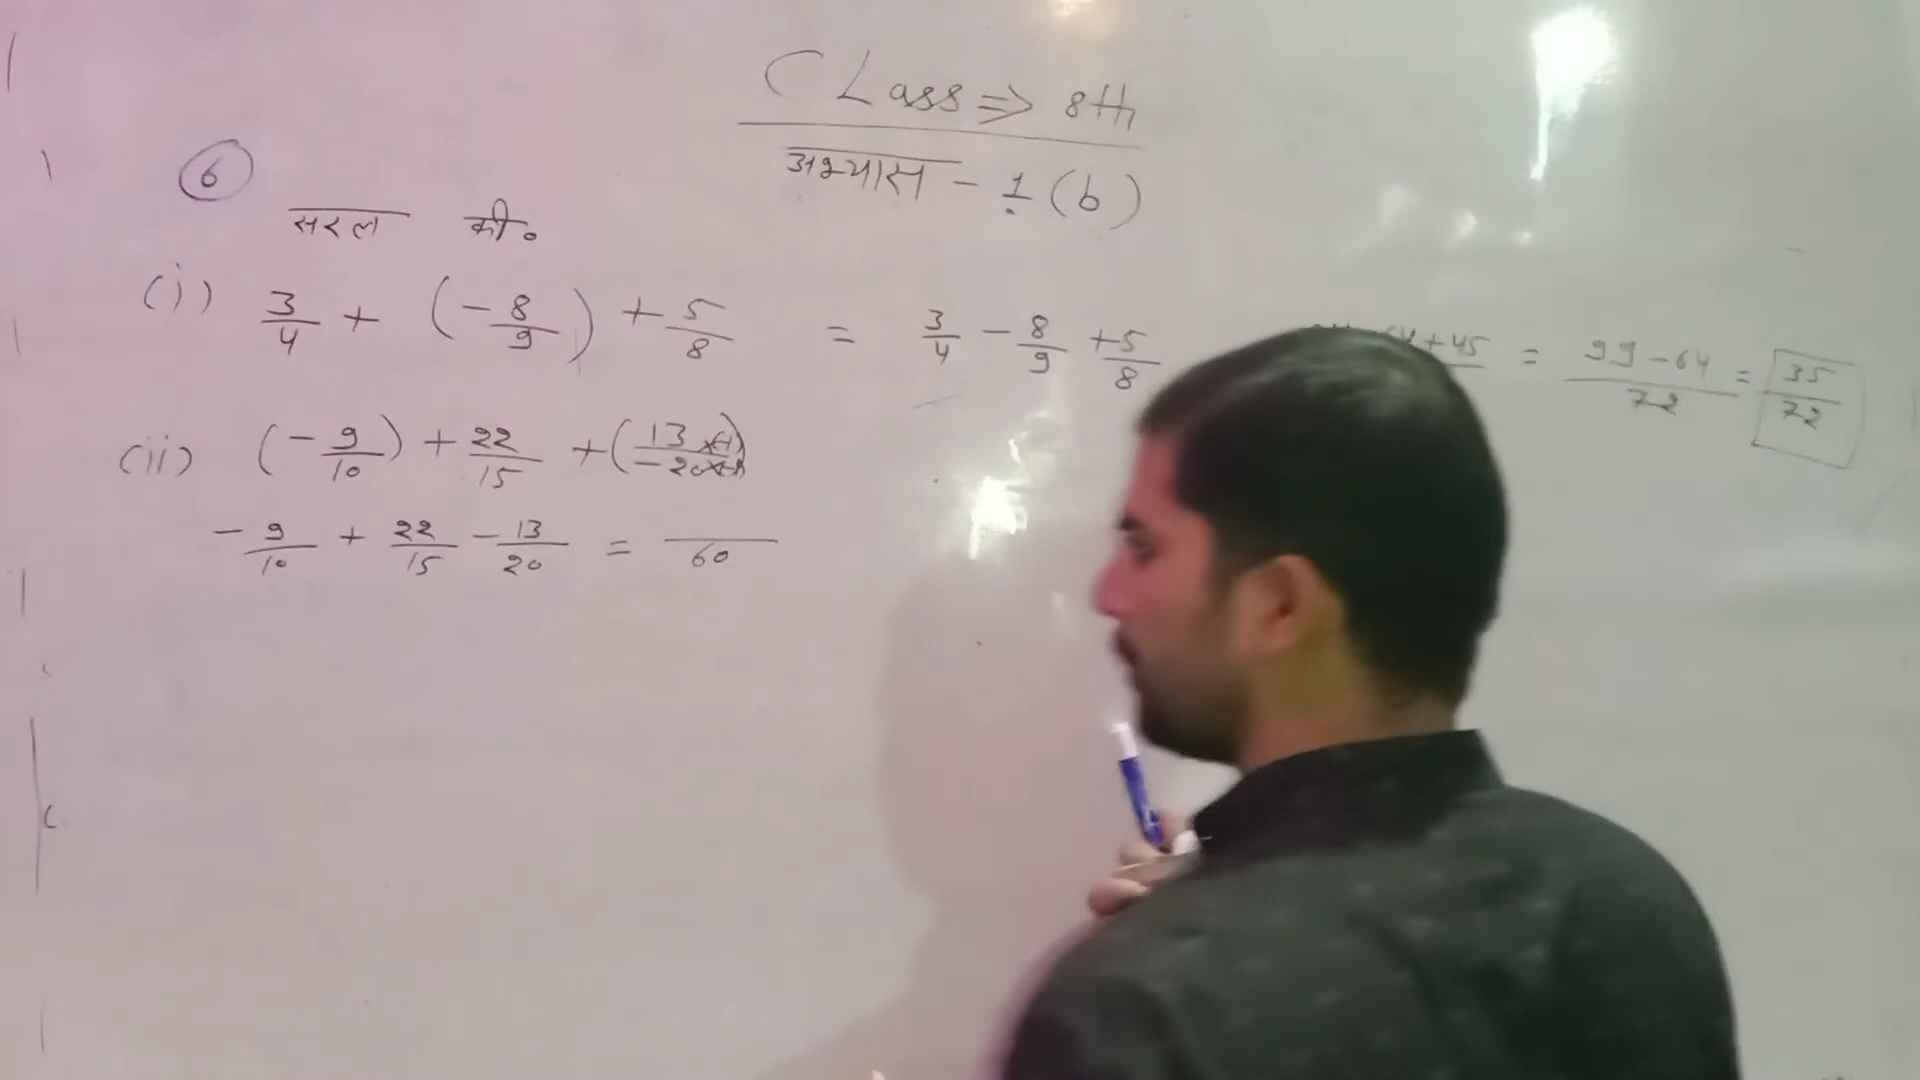 CLass ⇒ 8th
अभ्यास - 1 (b)
6
सरल की०
(i) 3/4 + (-8/9) + 5/8 = 3/4 - 8/9 + 5/8 + 45 = 99 - 64/72 = 35/72
(ii) (-9/10) + 22/15 + (13×(-1)/-20×(-1))
-9/10 + 22/15 - 13/20 = /60